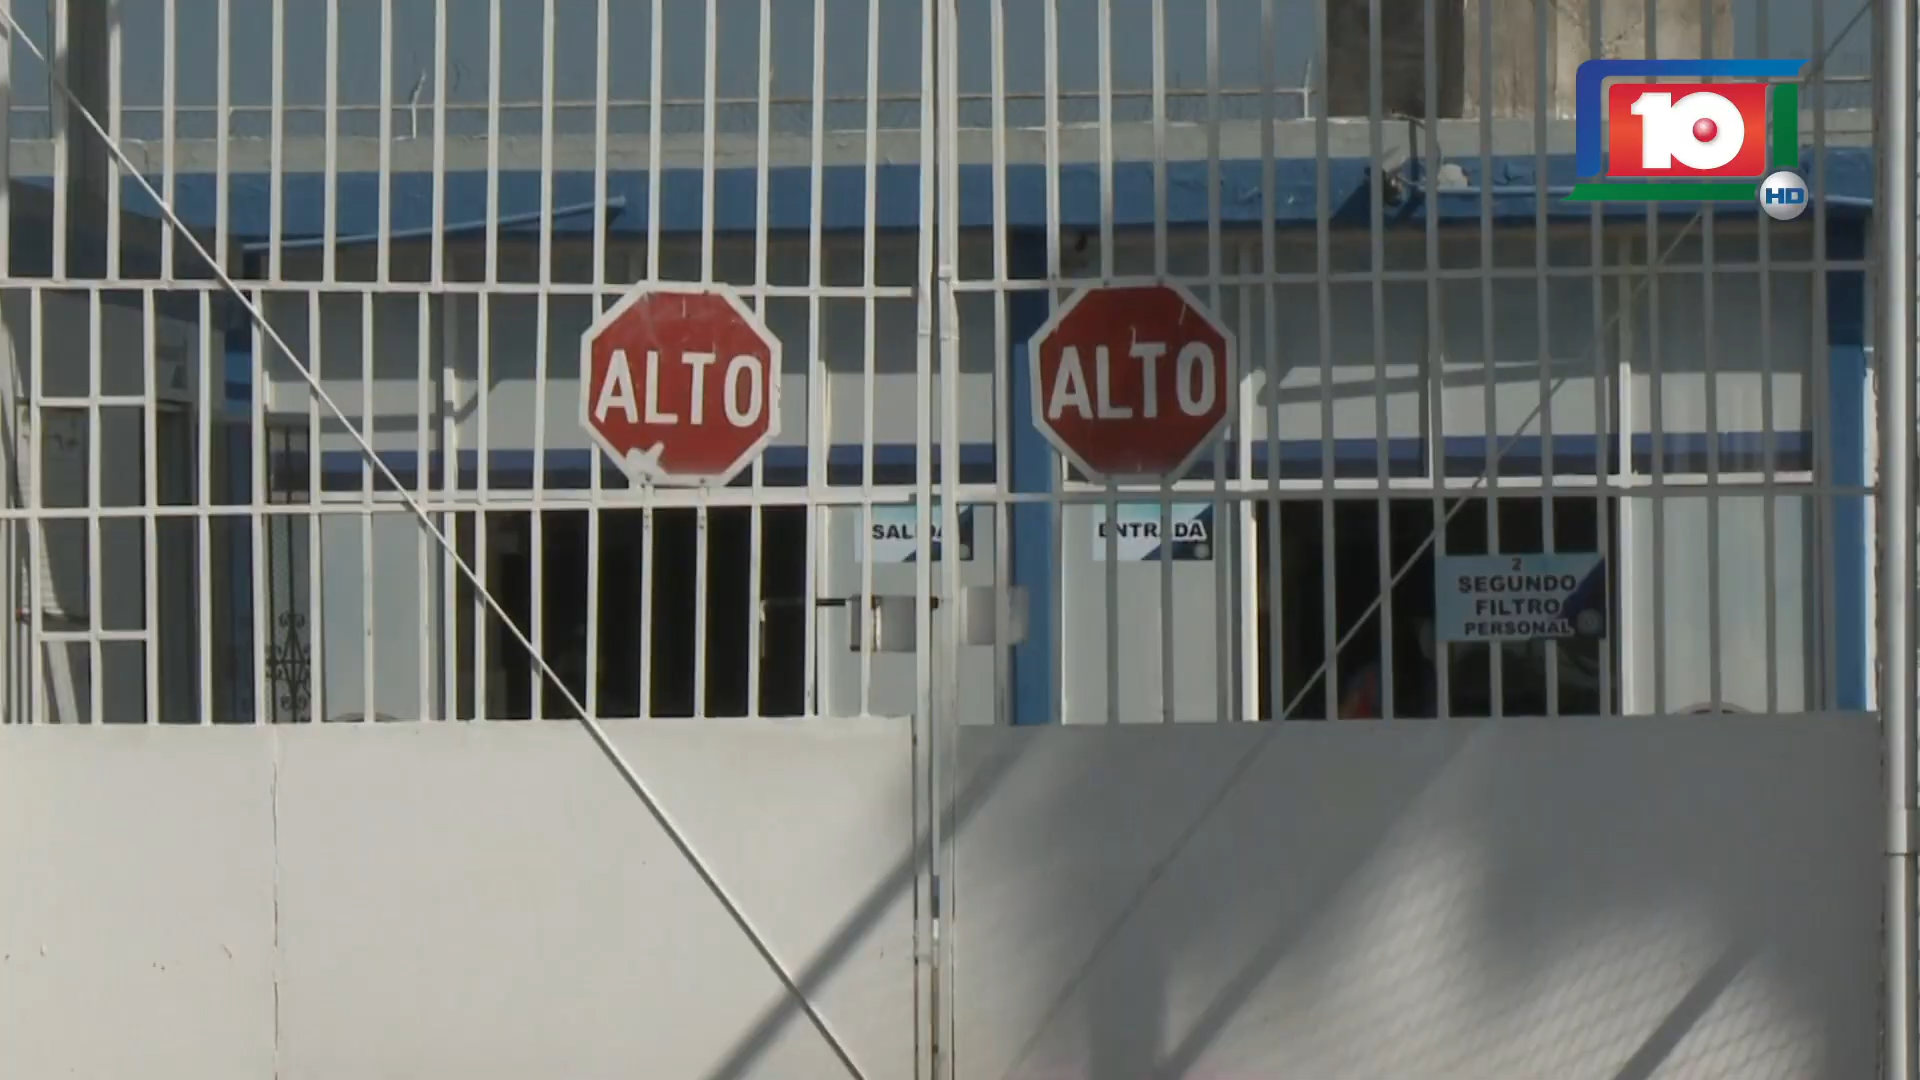 10
HD
ALTO
ALTO
SALIDA
ENTRADA
2
SEGUNDO
FILTRO
PERSONAL